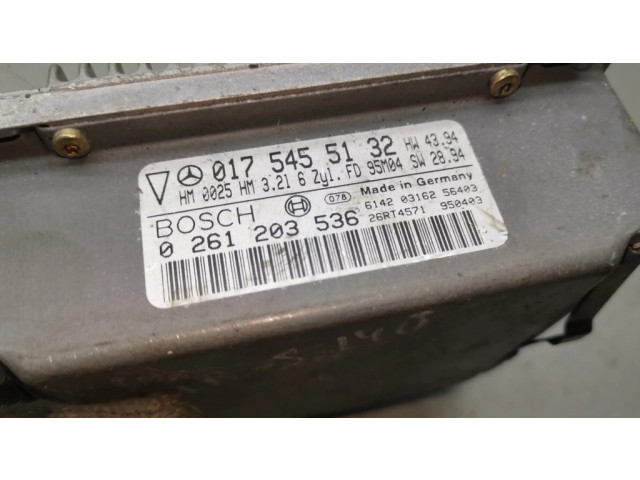 017 545 51 32 HW 43.94
HM 0025 HM 3.2l 6 Zyl. FD 95M04 SW 28.94
BOSCH 078 Made in Germany
6142 03162 56403
0 261 203 536 26RT4571 950403